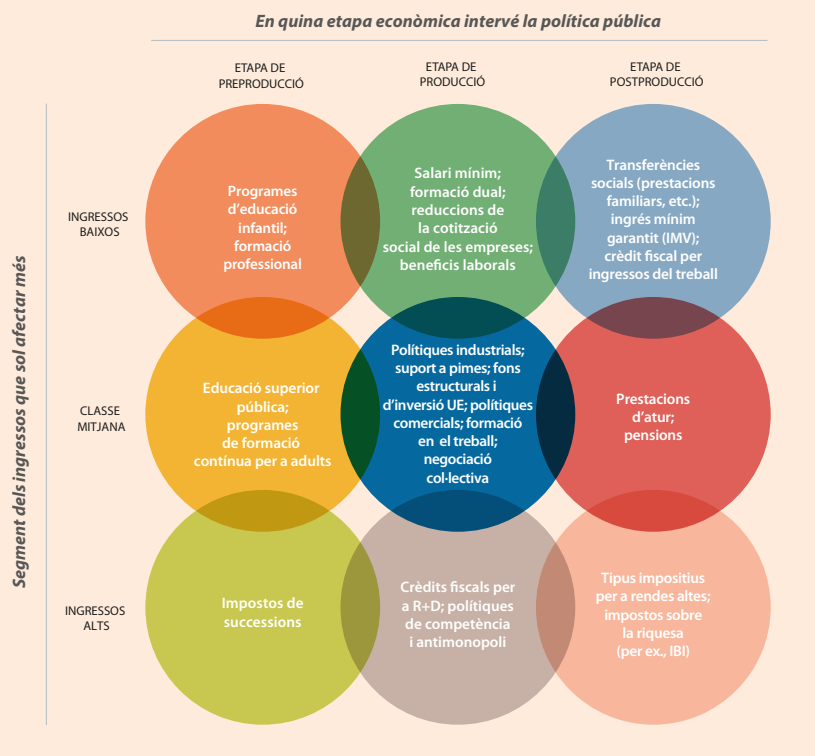 En quina etapa econòmica intervé la política pública
ETAPA DE
PREPRODUCCIÓ
ETAPA DE
PRODUCCIÓ
ETAPA DE
POSTPRODUCCIÓ
Segment dels ingressos que sol afectar més
INGRESSOS
BAIXOS
Programes
d'educació
infantil;
formació
professional
Salari mínim;
formació dual;
reduccions de
la cotització
social de les empreses;
beneficis laborals
Transferències
socials (prestacions
familiars, etc.);
ingrés mínim
garantit (IMV);
crèdit fiscal per
ingressos del treball
CLASSE
MITJANA
Educació superior
pública;
programes
de formació
contínua per a adults
Polítiques industrials;
suport a pimes; fons
estructurals i
d'inversió UE; polítiques
comercials; formació
en el treball;
negociació
col·lectiva
Prestacions
d'atur;
pensions
INGRESSOS
ALTS
Impostos de
successions
Crèdits fiscals per
a R+D; polítiques
de competència
i antimonopoli
Tipus impositius
per a rendes altes;
impostos sobre
la riquesa
(per ex., IBI)